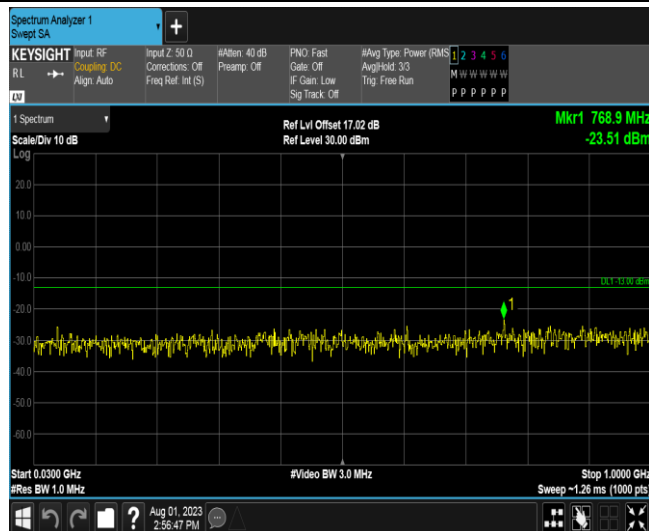 Spectrum Analyzer 1
Swept SA
KEYSIGHT
RL
Input: RF
Coupling: DC
Align: Auto
Input Z: 50 Ω
Corrections: Off
Freq Ref: Int (S)
#Atten: 40 dB
Preamp: Off
PNO: Fast
Gate: Off
IF Gain: Low
Sig Track: Off
#Avg Type: Power (RMS
Avg|Hold: 3/3
Trig: Free Run
1 2 3 4 5 6
M W W W W W
P P P P P P
1 Spectrum
Scale/Div 10 dB
Log
Ref Lvl Offset 17.02 dB
Ref Level 30.00 dBm
Mkr1 768.9 MHz
-23.51 dBm
20.0
10.0
0.00
-10.0
DL1 -13.00 dBm
1
-20.0
-30.0
-40.0
-50.0
-60.0
Start 0.0300 GHz
#Res BW 1.0 MHz
#Video BW 3.0 MHz
Stop 1.0000 GHz
Sweep ~1.26 ms (1000 pts)
?
Aug 01, 2023
2:56:47 PM